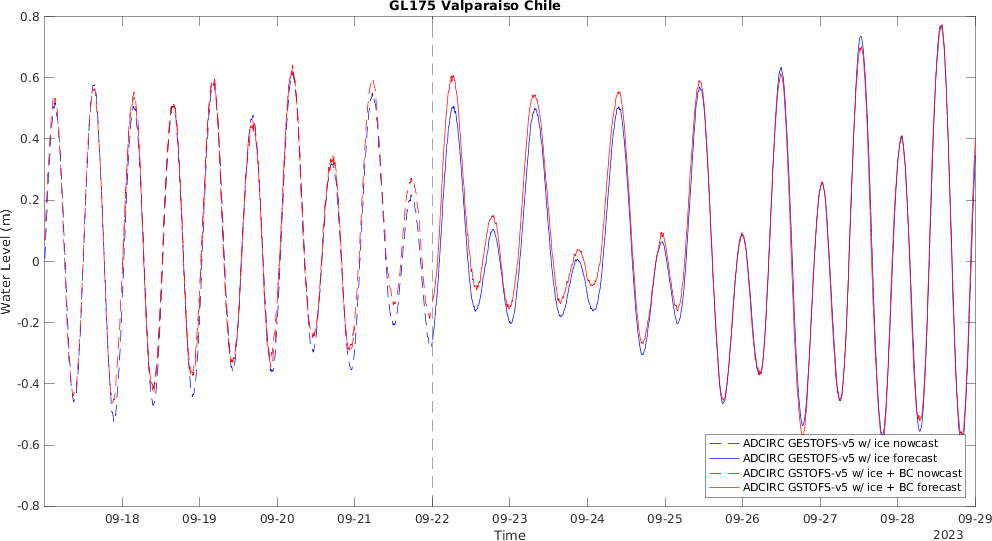 GL175 Valparaiso Chile
0.8
0.6
0.4
0.2
0
-0.2
-0.4
-0.6
-0.8
Water Level (m)
ADCIRC GESTOFS-v5 w/ ice nowcast
ADCIRC GESTOFS-v5 w/ ice forecast
ADCIRC GSTOFS-v5 w/ ice + BC nowcast
ADCIRC GSTOFS-v5 w/ ice + BC forecast
09-18 09-19 09-20 09-21 09-22 09-23 09-24 09-25 09-26 09-27 09-28 09-29
Time
2023